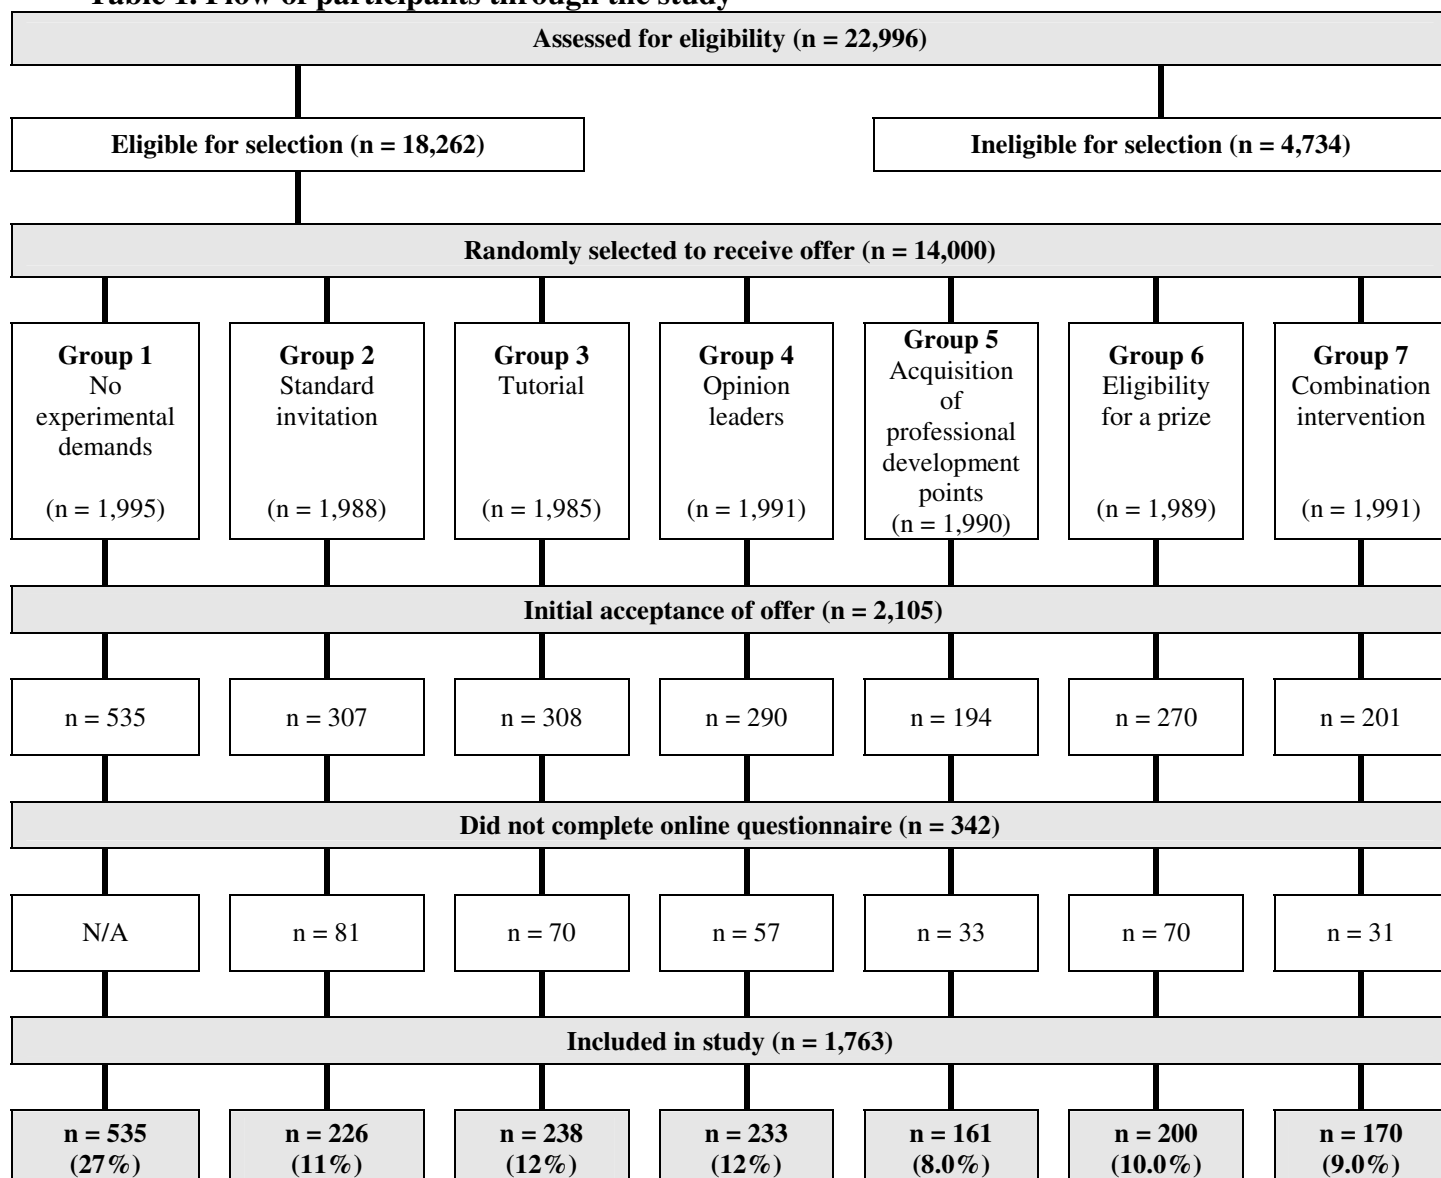 Table 1. Flow of participants through the study
Assessed for eligibility (n = 22,996)
Eligible for selection (n = 18,262)
Ineligible for selection (n = 4,734)
Randomly selected to receive offer (n = 14,000)
Group 1
No
experimental
demands
(n = 1,995)
Group 2
Standard
invitation
(n = 1,988)
Group 3
Tutorial
(n = 1,985)
Group 4
Opinion
leaders
(n = 1,991)
Group 5
Acquisition
of
professional
development
points
(n = 1,990)
Group 6
Eligibility
for a prize
(n = 1,989)
Group 7
Combination
intervention
(n = 1,991)
Initial acceptance of offer (n = 2,105)
n = 535
n = 307
n = 308
n = 290
n = 194
n = 270
n = 201
Did not complete online questionnaire (n = 342)
N/A
n = 81
n = 70
n = 57
n = 33
n = 70
n = 31
Included in study (n = 1,763)
n = 535
(27%)
n = 226
(11%)
n = 238
(12%)
n = 233
(12%)
n = 161
(8.0%)
n = 200
(10.0%)
n = 170
(9.0%)